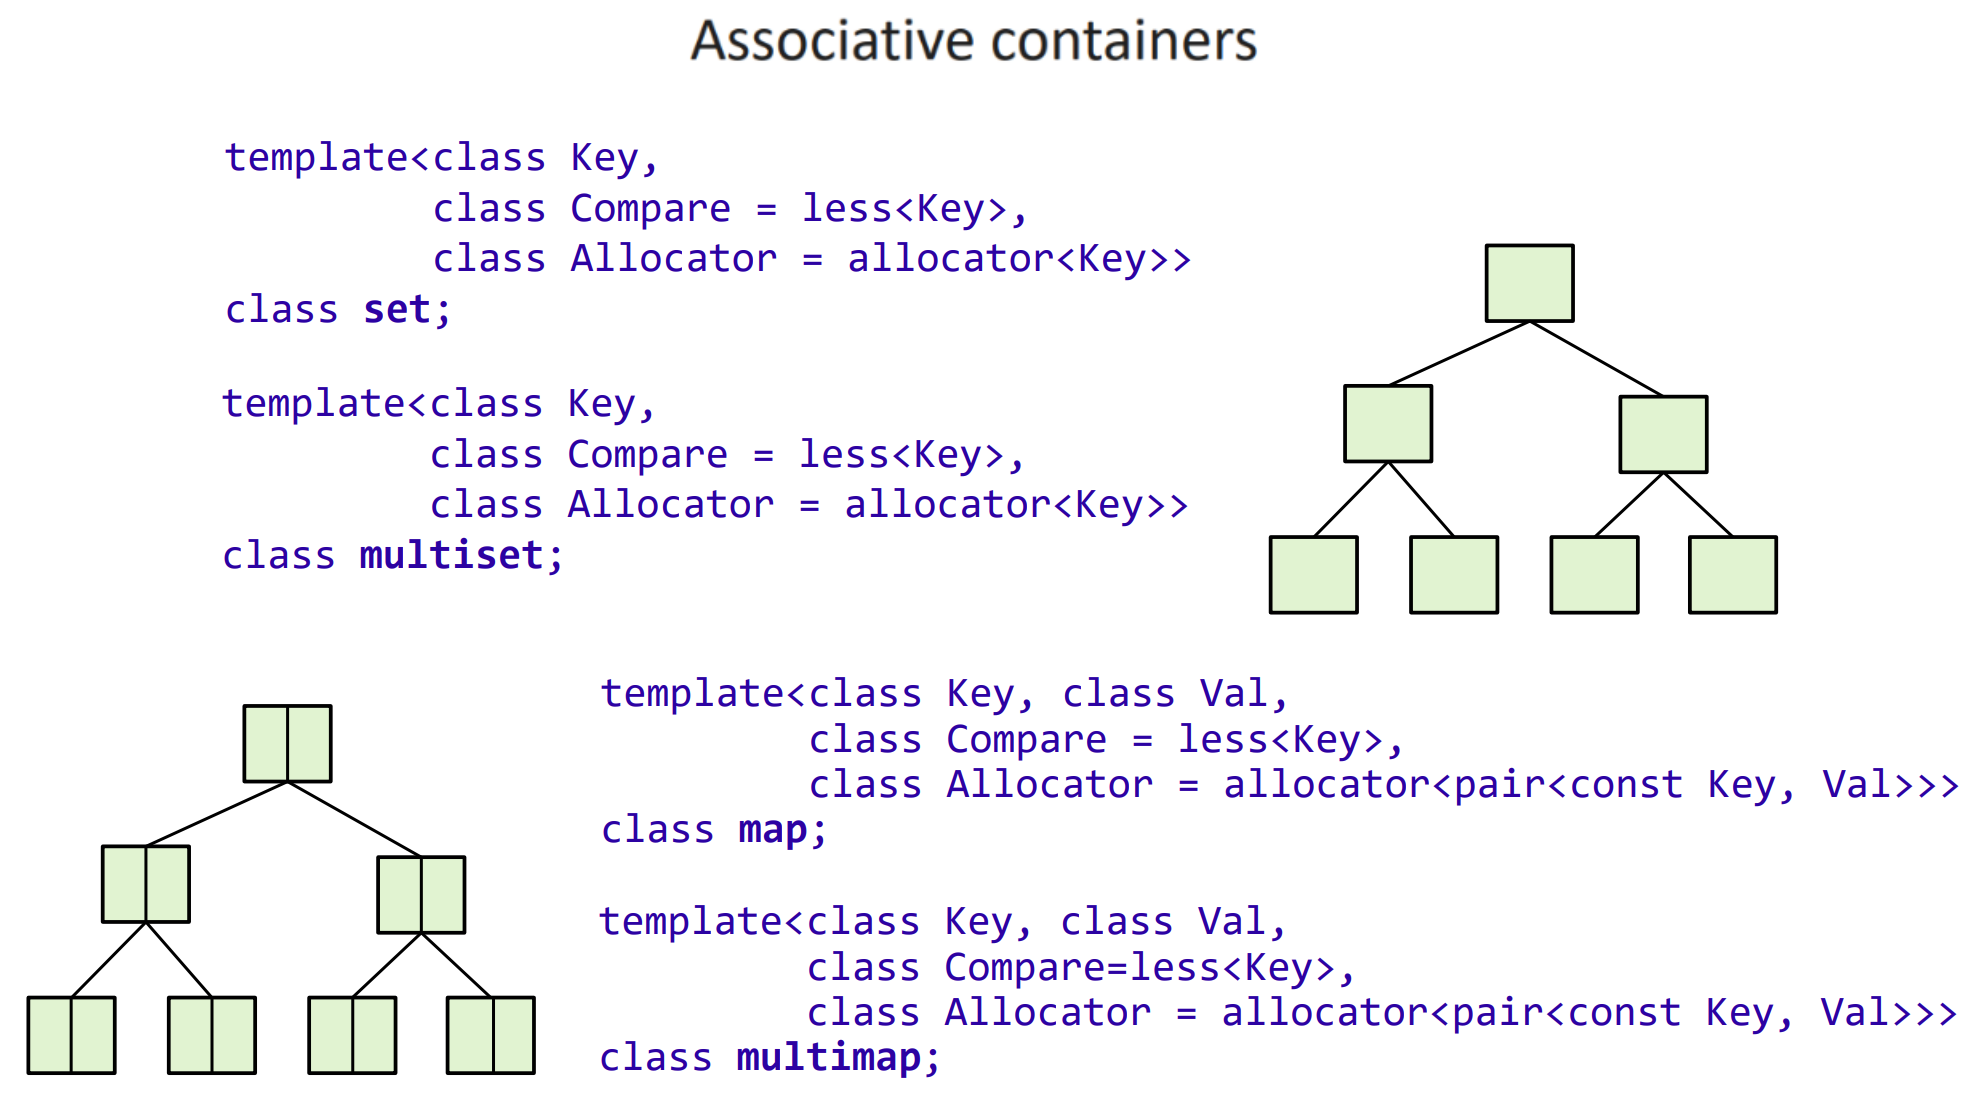 Associative containers
template<class Key,
class Compare = less<Key>,
class Allocator = allocator<Key>>
class set;
template<class Key,
class Compare = less<Key>,
class Allocator = allocator<Key>>
class multiset;
template<class Key, class Val,
class Compare = less<Key>,
class Allocator = allocator<pair<const Key, Val>>>
class map;
template<class Key, class Val,
class Compare=less<Key>,
class Allocator = allocator<pair<const Key, Val>>>
class multimap;